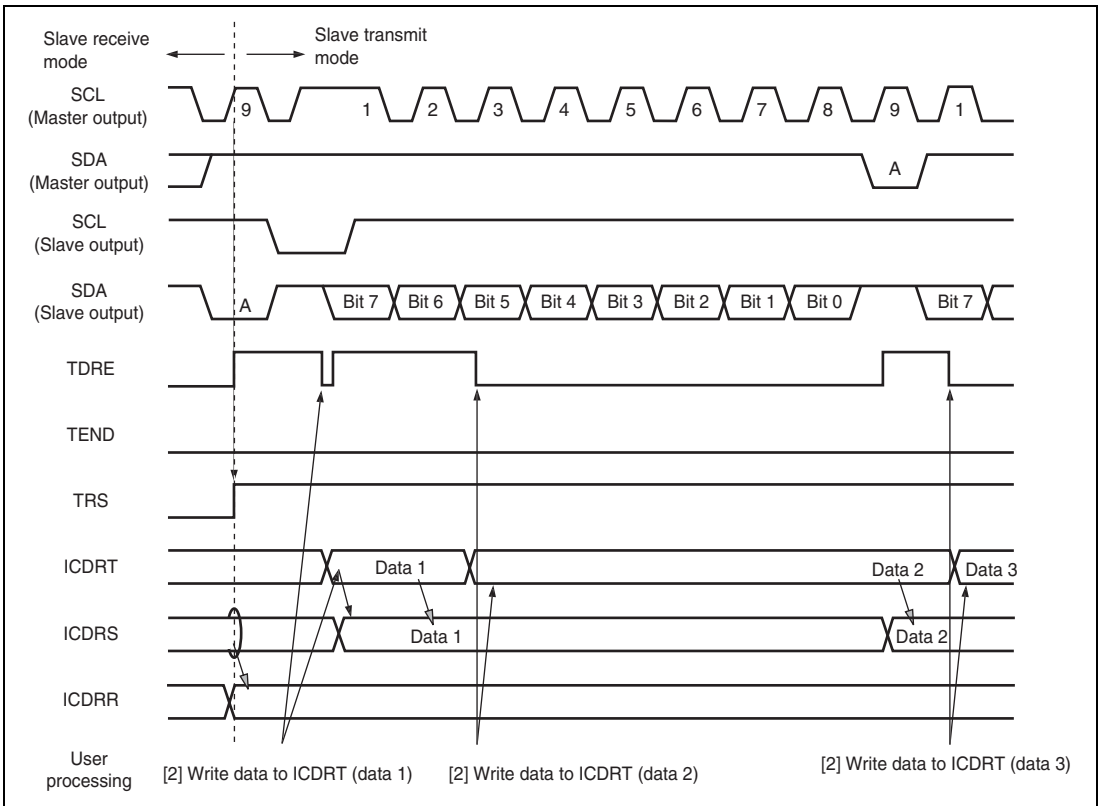 Slave receive
mode
Slave transmit
mode
SCL
(Master output)
9 1 2 3 4 5 6 7 8 9 1
SDA
(Master output)
A
SCL
(Slave output)
SDA
(Slave output)
A Bit 7 Bit 6 Bit 5 Bit 4 Bit 3 Bit 2 Bit 1 Bit 0 Bit 7
TDRE
TEND
TRS
ICDRT
Data 1 Data 2 Data 3
ICDRS
Data 1 Data 2
ICDRR
User
processing
[2] Write data to ICDRT (data 1)
[2] Write data to ICDRT (data 2)
[2] Write data to ICDRT (data 3)